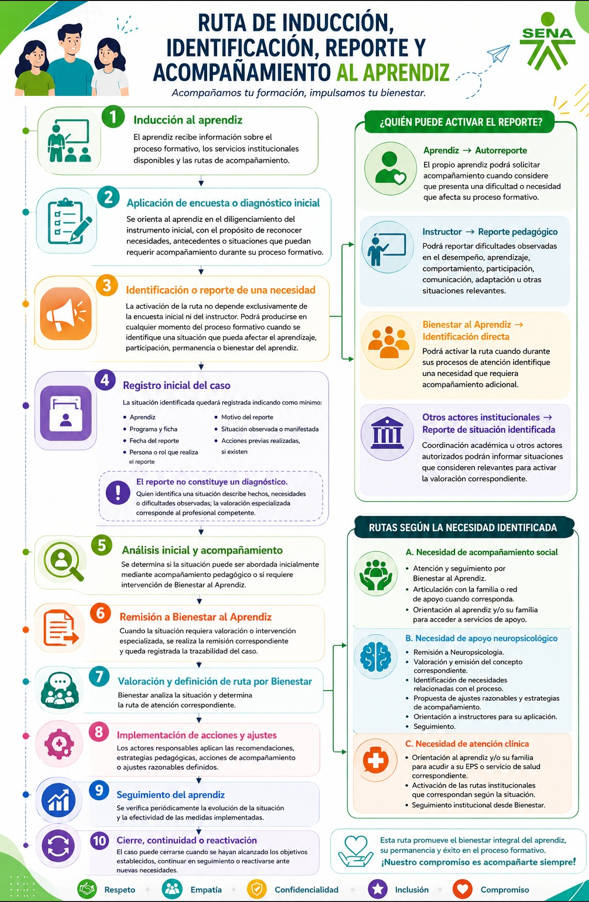 RUTA DE INDUCCIÓN,
IDENTIFICACIÓN, REPORTE Y
ACOMPAÑAMIENTO AL APRENDIZ
Acompañamos tu formación, impulsamos tu bienestar.
SENA
1 Inducción al aprendiz
El aprendiz recibe información sobre el
proceso formativo, los servicios institucionales
disponibles y las rutas de acompañamiento.
2 Aplicación de encuesta o diagnóstico inicial
Se orienta al aprendiz en el diligenciamiento del
instrumento inicial, con el propósito de reconocer
necesidades, antecedentes o situaciones que puedan
requerir acompañamiento durante su proceso formativo.
3 Identificación o reporte de una necesidad
La activación de la ruta no depende exclusivamente de
la encuesta inicial ni del instructor. Podrá producirse en
cualquier momento del proceso formativo cuando se
identifique una situación que pueda afectar el aprendizaje,
participación, permanencia o bienestar del aprendiz.
4 Registro inicial del caso
La situación identificada quedará registrada indicando como mínimo:
• Aprendiz
• Programa y ficha
• Fecha del reporte
• Persona o rol que realiza
el reporte
• Motivo del reporte
• Situación observada o manifestada
• Acciones previas realizadas,
si existen
! El reporte no constituye un diagnóstico.
Quien identifica una situación describe hechos, necesidades
o dificultades observadas; la valoración especializada
corresponde al profesional competente.
5 Análisis inicial y acompañamiento
Se determina si la situación puede ser abordada inicialmente
mediante acompañamiento pedagógico o si requiere
intervención de Bienestar al Aprendiz.
6 Remisión a Bienestar al Aprendiz
Cuando la situación requiera valoración o intervención
especializada, se realiza la remisión correspondiente
y queda registrada la trazabilidad del caso.
7 Valoración y definición de ruta por Bienestar
Bienestar analiza la situación y determina
la ruta de atención correspondiente.
8 Implementación de acciones y ajustes
Los actores responsables aplican las recomendaciones,
estrategias pedagógicas, acciones de acompañamiento
o ajustes razonables definidos.
9 Seguimiento del aprendiz
Se verifica periódicamente la evolución de la situación
y la efectividad de las medidas implementadas.
10 Cierre, continuidad o reactivación
El caso puede cerrarse cuando se hayan alcanzado los objetivos
establecidos, continuar en seguimiento o reactivarse ante
nuevas necesidades.
¿QUIÉN PUEDE ACTIVAR EL REPORTE?
Aprendiz → Autorreporte
El propio aprendiz podrá solicitar
acompañamiento cuando considere
que presenta una dificultad o necesidad
que afecta su proceso formativo.
Instructor → Reporte pedagógico
Podrá reportar dificultades observadas
en el desempeño, aprendizaje,
comportamiento, participación,
comunicación, adaptación u otras
situaciones relevantes.
Bienestar al Aprendiz →
Identificación directa
Podrá activar la ruta cuando durante
sus procesos de atención identifique
una necesidad que requiera
acompañamiento adicional.
Otros actores institucionales →
Reporte de situación identificada
Coordinación académica u otros actores
autorizados podrán informar situaciones
que consideren relevantes para activar
la valoración correspondiente.
RUTAS SEGÚN LA NECESIDAD IDENTIFICADA
A. Necesidad de acompañamiento social
• Atención y seguimiento por
Bienestar al Aprendiz.
• Articulación con la familia o red
de apoyo cuando corresponda.
• Orientación al aprendiz y/o su familia
para acceder a servicios de apoyo.
B. Necesidad de apoyo neuropsicológico
• Remisión a Neuropsicología.
• Valoración y emisión del concepto
correspondiente.
• Identificación de necesidades
relacionadas con el proceso.
• Propuesta de ajustes razonables y estrategias
de acompañamiento.
• Orientación a instructores para su aplicación.
• Seguimiento.
C. Necesidad de atención clínica
• Orientación al aprendiz y/o su familia
para acudir a su EPS o servicio de salud
correspondiente.
• Activación de las rutas institucionales
que correspondan según la situación.
• Seguimiento institucional desde Bienestar.
Esta ruta promueve el bienestar integral del aprendiz,
su permanencia y éxito en el proceso formativo.
¡Nuestro compromiso es acompañarte siempre!
Respeto
Empatía
Confidencialidad
Inclusión
Compromiso